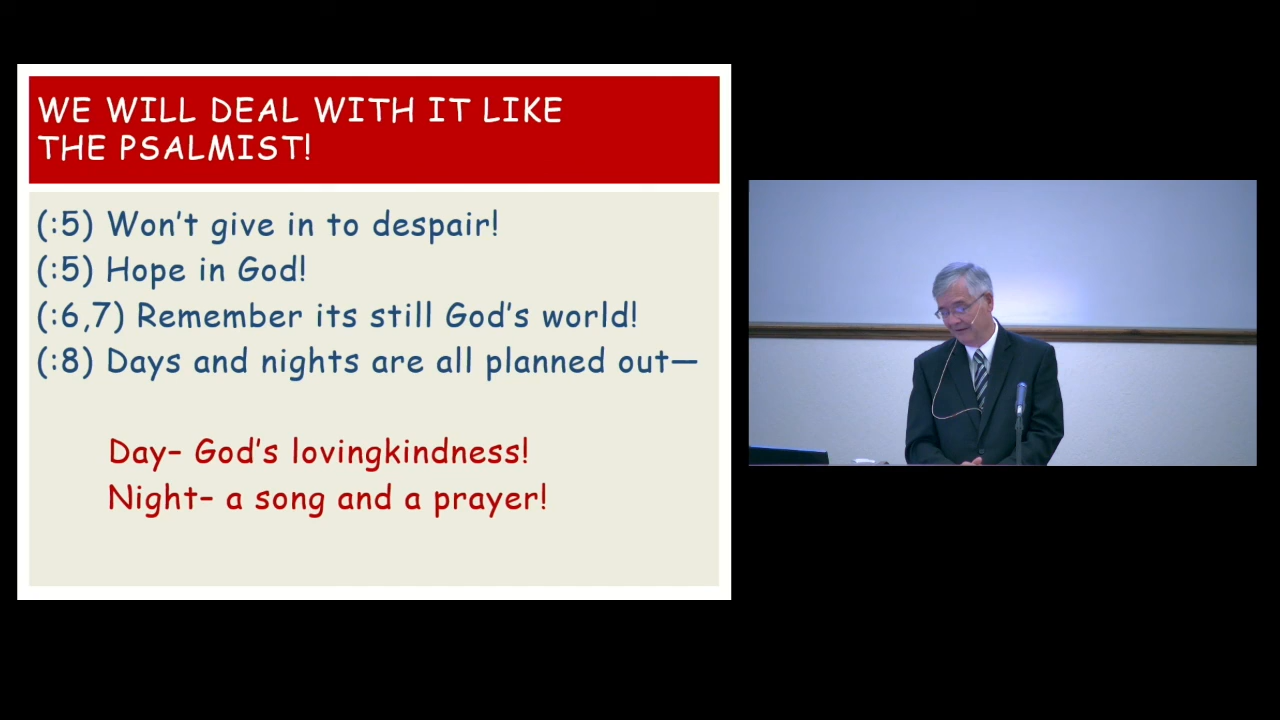 WE WILL DEAL WITH IT LIKE
THE PSALMIST!
(:5) Won't give in to despair!
(:5) Hope in God!
(:6,7) Remember its still God's world!
(:8) Days and nights are all planned out—
Day– God's lovingkindness!
Night– a song and a prayer!